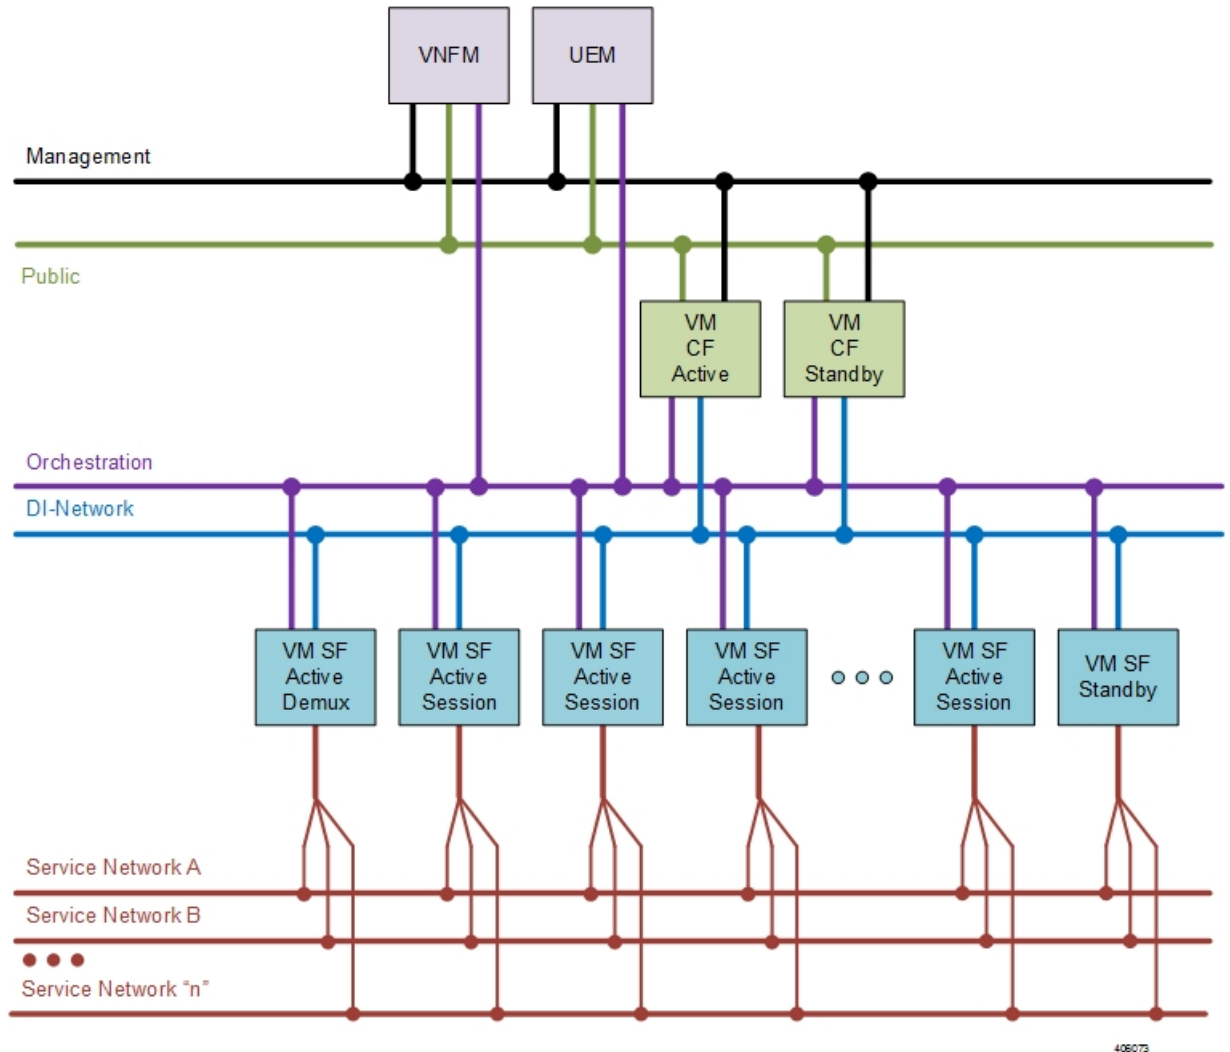 VNFM
UEM
Management
Public
VM
CF
Active
VM
CF
Standby
Orchestration
DI-Network
VM SF
Active
Demux
VM SF
Active
Session
VM SF
Active
Session
VM SF
Active
Session
VM SF
Active
Session
VM SF
Standby
Service Network A
Service Network B
Service Network “n”
406073